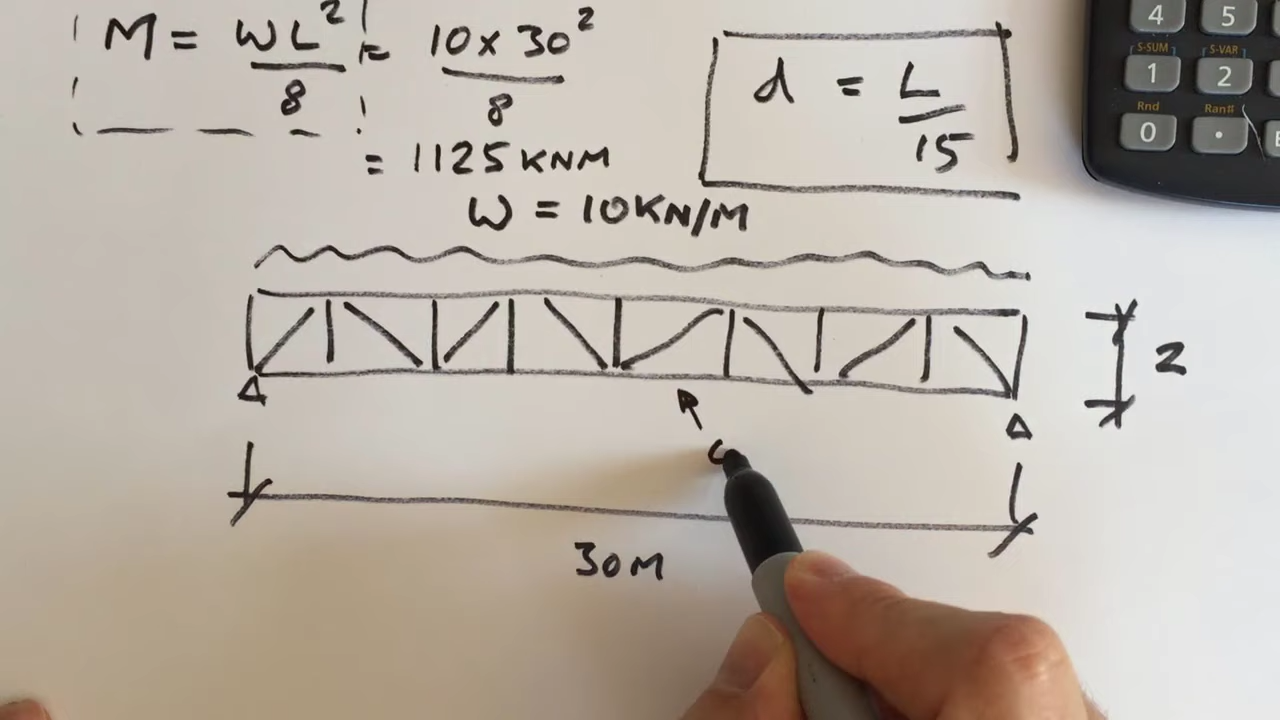 M = WL²/8 = 10 x 30²/8
= 1125 KNM
d = L/15
W = 10KN/M
2
30M
4 5
S-SUM S-VAR
1 2
Rnd Ran#
0 ·